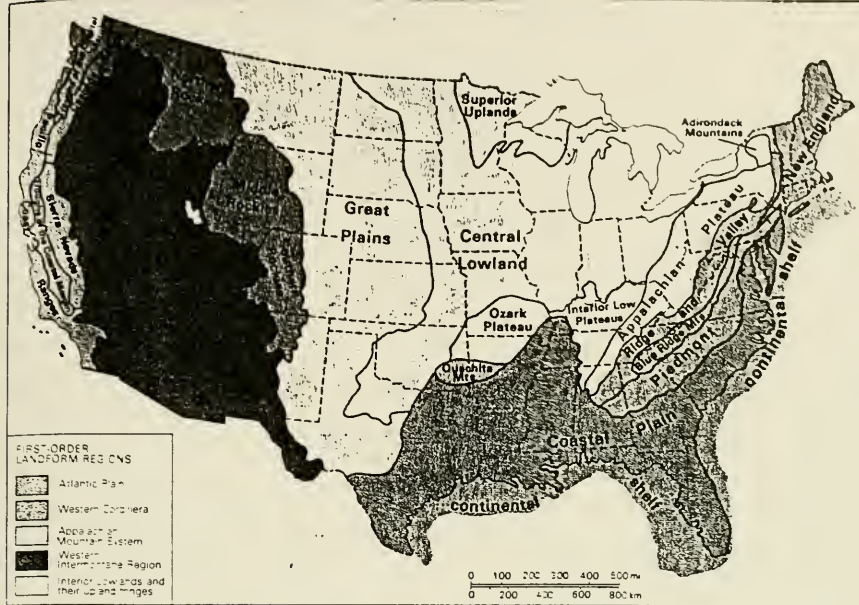 Superior
Uplands
Adirondack
Mountains
New England
Pacific
Sierra Nevada
Ranges
Great
Plains
Central
Lowland
Plateau
Valley
Appalachian
Ridge and
Blue Ridge Mts
Piedmont
Interior Low
Plateaus
Ozark
Plateau
Ouachita
Mts
Coastal
Plain
continental
shelf
continental
shelf
FIRST-ORDER
LANDFORM REGIONS
Atlantic Plain
Western Cordillera
Appalachian
Mountain System
Western
Intermontane Region
Interior Lowlands and
their upland fringes
0 100 200 300 400 500 mi
0 200 400 600 800 km